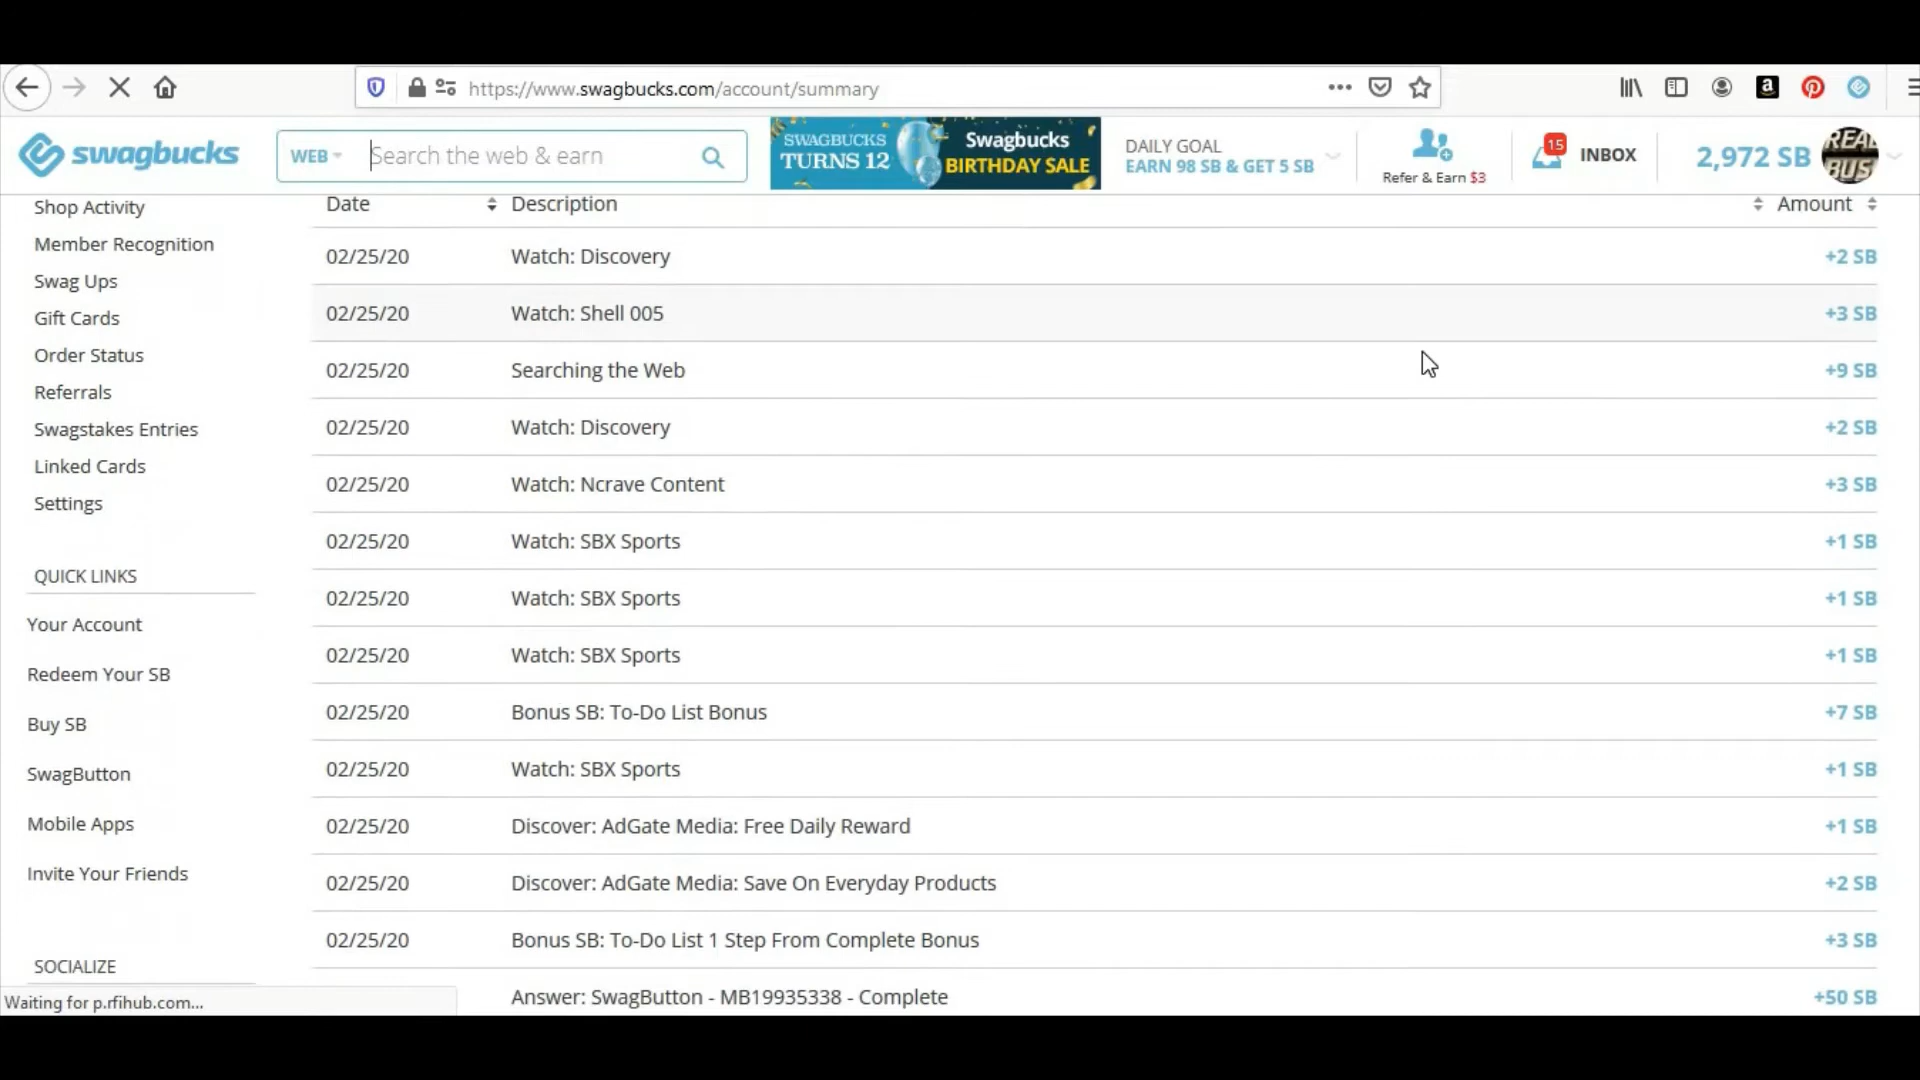 https://www.swagbucks.com/account/summary
swagbucks
WEB
Search the web & earn
SWAGBUCKS
TURNS 12
Swagbucks
BIRTHDAY SALE
DAILY GOAL
EARN 98 SB & GET 5 SB
Refer & Earn $3
15
INBOX
2,972 SB
REAL
BUS
Shop Activity
Member Recognition
Swag Ups
Gift Cards
Order Status
Referrals
Swagstakes Entries
Linked Cards
Settings
QUICK LINKS
Your Account
Redeem Your SB
Buy SB
SwagButton
Mobile Apps
Invite Your Friends
SOCIALIZE
Date Description Amount
02/25/20 Watch: Discovery +2 SB
02/25/20 Watch: Shell 005 +3 SB
02/25/20 Searching the Web +9 SB
02/25/20 Watch: Discovery +2 SB
02/25/20 Watch: Ncrave Content +3 SB
02/25/20 Watch: SBX Sports +1 SB
02/25/20 Watch: SBX Sports +1 SB
02/25/20 Watch: SBX Sports +1 SB
02/25/20 Bonus SB: To-Do List Bonus +7 SB
02/25/20 Watch: SBX Sports +1 SB
02/25/20 Discover: AdGate Media: Free Daily Reward +1 SB
02/25/20 Discover: AdGate Media: Save On Everyday Products +2 SB
02/25/20 Bonus SB: To-Do List 1 Step From Complete Bonus +3 SB
Answer: SwagButton - MB19935338 - Complete +50 SB
Waiting for p.rfihub.com...